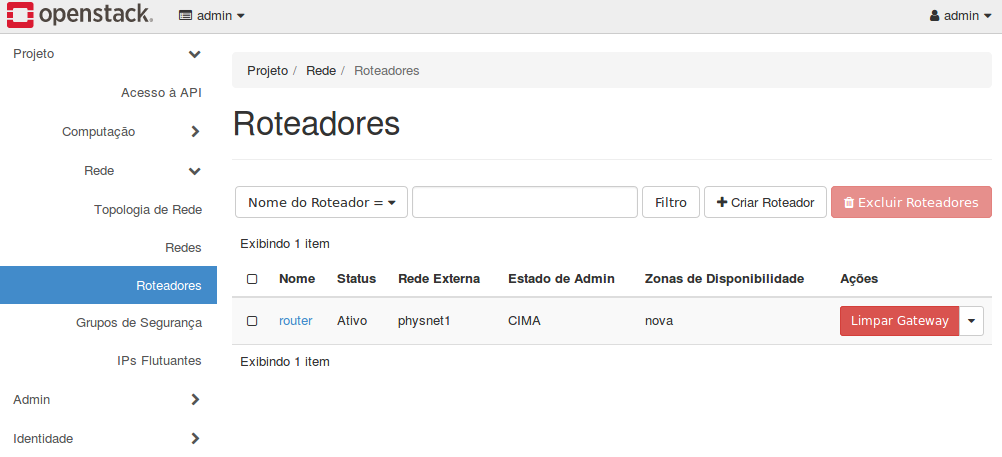 openstack. admin admin
Projeto
Acesso à API
Computação
Rede
Topologia de Rede
Redes
Roteadores
Grupos de Segurança
IPs Flutuantes
Admin
Identidade
Projeto / Rede / Roteadores
Roteadores
Nome do Roteador = Filtro Criar Roteador Excluir Roteadores
Exibindo 1 item
Nome Status Rede Externa Estado de Admin Zonas de Disponibilidade Ações
router Ativo physnet1 CIMA nova Limpar Gateway
Exibindo 1 item